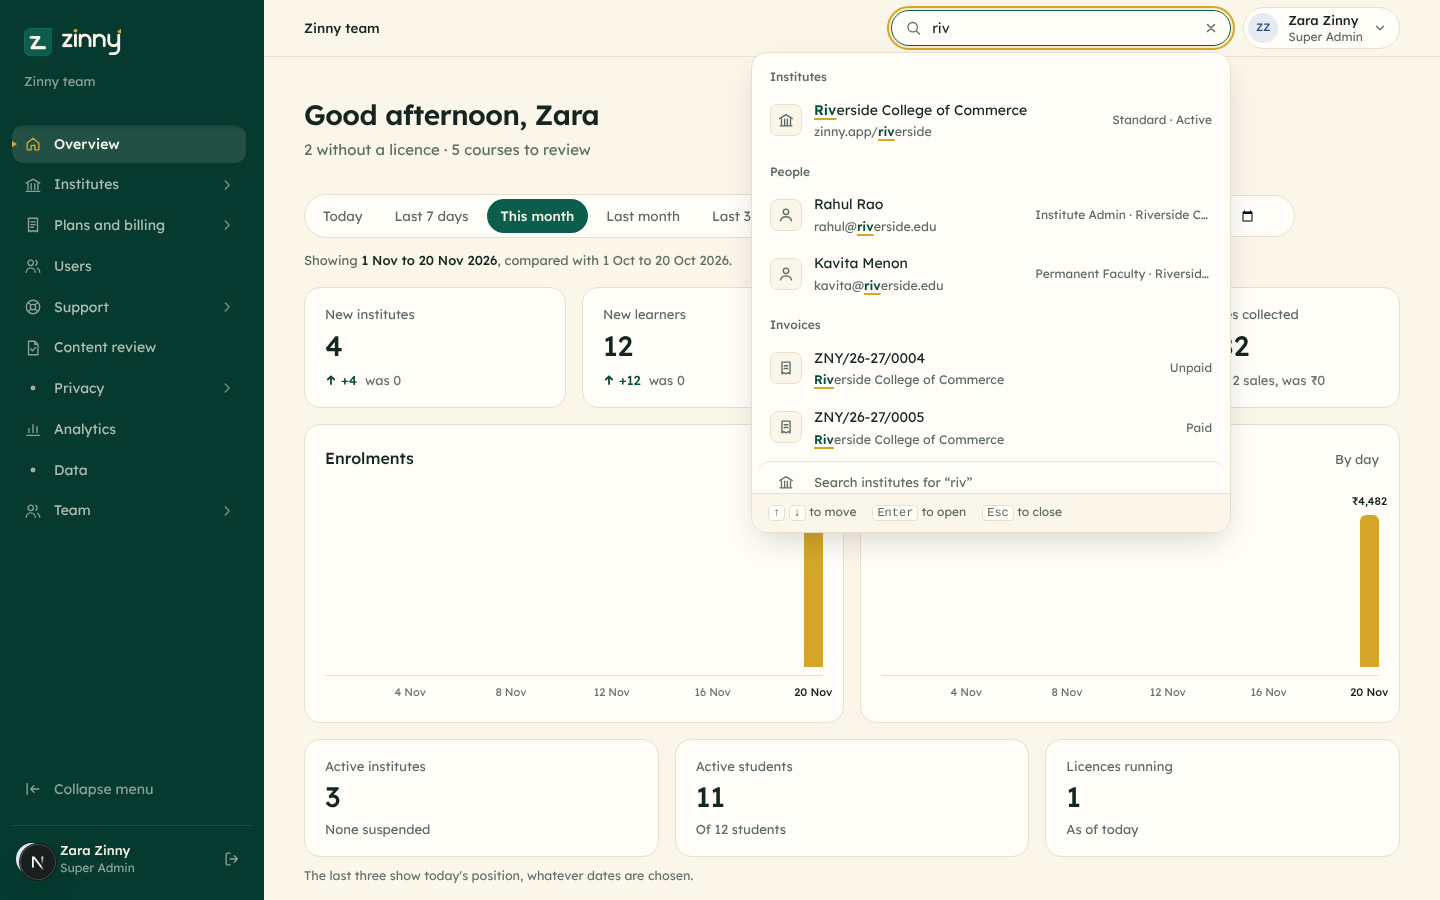 zinny
Zinny team
Overview
Institutes
Plans and billing
Users
Support
Content review
Privacy
Analytics
Data
Team
Collapse menu
N
Zara Zinny
Super Admin
Zinny team
riv
ZZ
Zara Zinny
Super Admin
Good afternoon, Zara
2 without a licence · 5 courses to review
Today
Last 7 days
This month
Last month
Last 3
Showing 1 Nov to 20 Nov 2026, compared with 1 Oct to 20 Oct 2026.
Institutes
Riverside College of Commerce
zinny.app/riverside
Standard · Active
People
Rahul Rao
rahul@riverside.edu
Institute Admin · Riverside C…
Kavita Menon
kavita@riverside.edu
Permanent Faculty · Riversid…
Invoices
ZNY/26-27/0004
Riverside College of Commerce
Unpaid
ZNY/26-27/0005
Riverside College of Commerce
Paid
Search institutes for “riv”
↑ ↓ to move Enter to open Esc to close
New institutes
4
↑ +4 was 0
New learners
12
↑ +12 was 0
collected
2
2 sales, was ₹0
Enrolments
4 Nov 8 Nov 12 Nov 16 Nov 20 Nov
By day
₹4,482
4 Nov 8 Nov 12 Nov 16 Nov 20 Nov
Active institutes
3
None suspended
Active students
11
Of 12 students
Licences running
1
As of today
The last three show today's position, whatever dates are chosen.